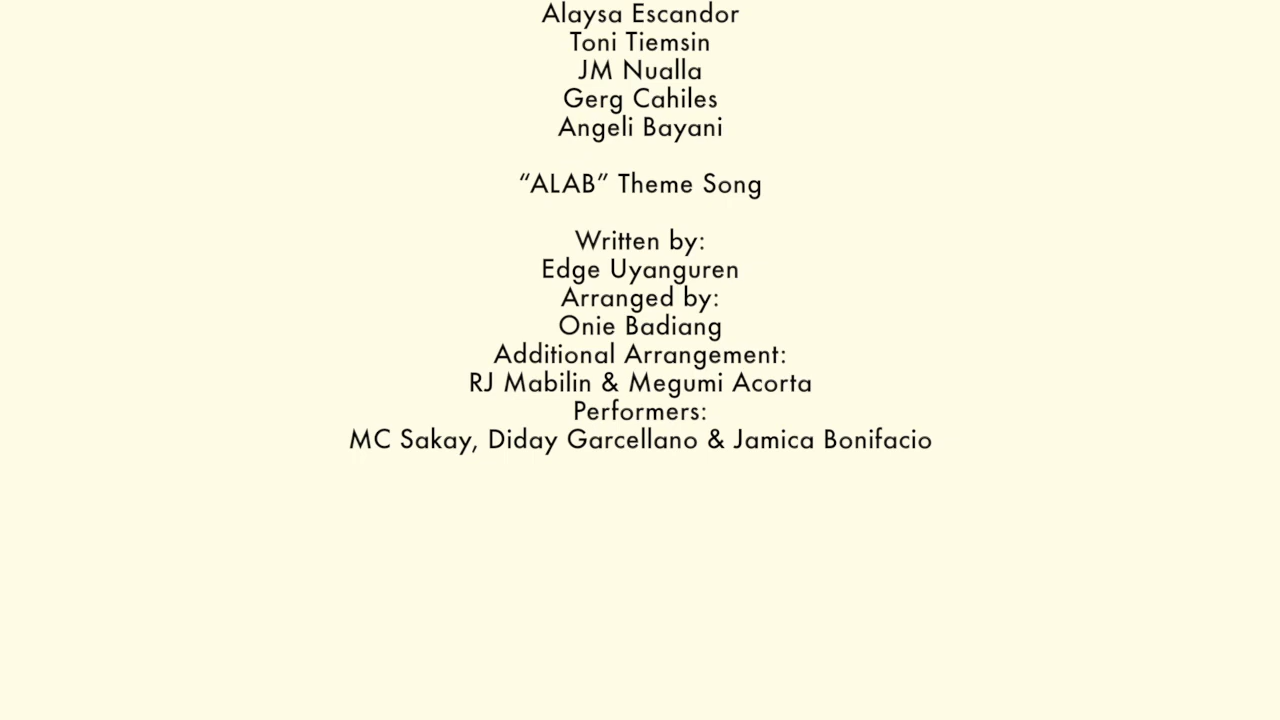 Alaysa Escandor
Toni Tiemsin
JM Nualla
Gerg Cahiles
Angeli Bayani
“ALAB” Theme Song
Written by:
Edge Uyanguren
Arranged by:
Onie Badiang
Additional Arrangement:
RJ Mabilin & Megumi Acorta
Performers:
MC Sakay, Diday Garcellano & Jamica Bonifacio